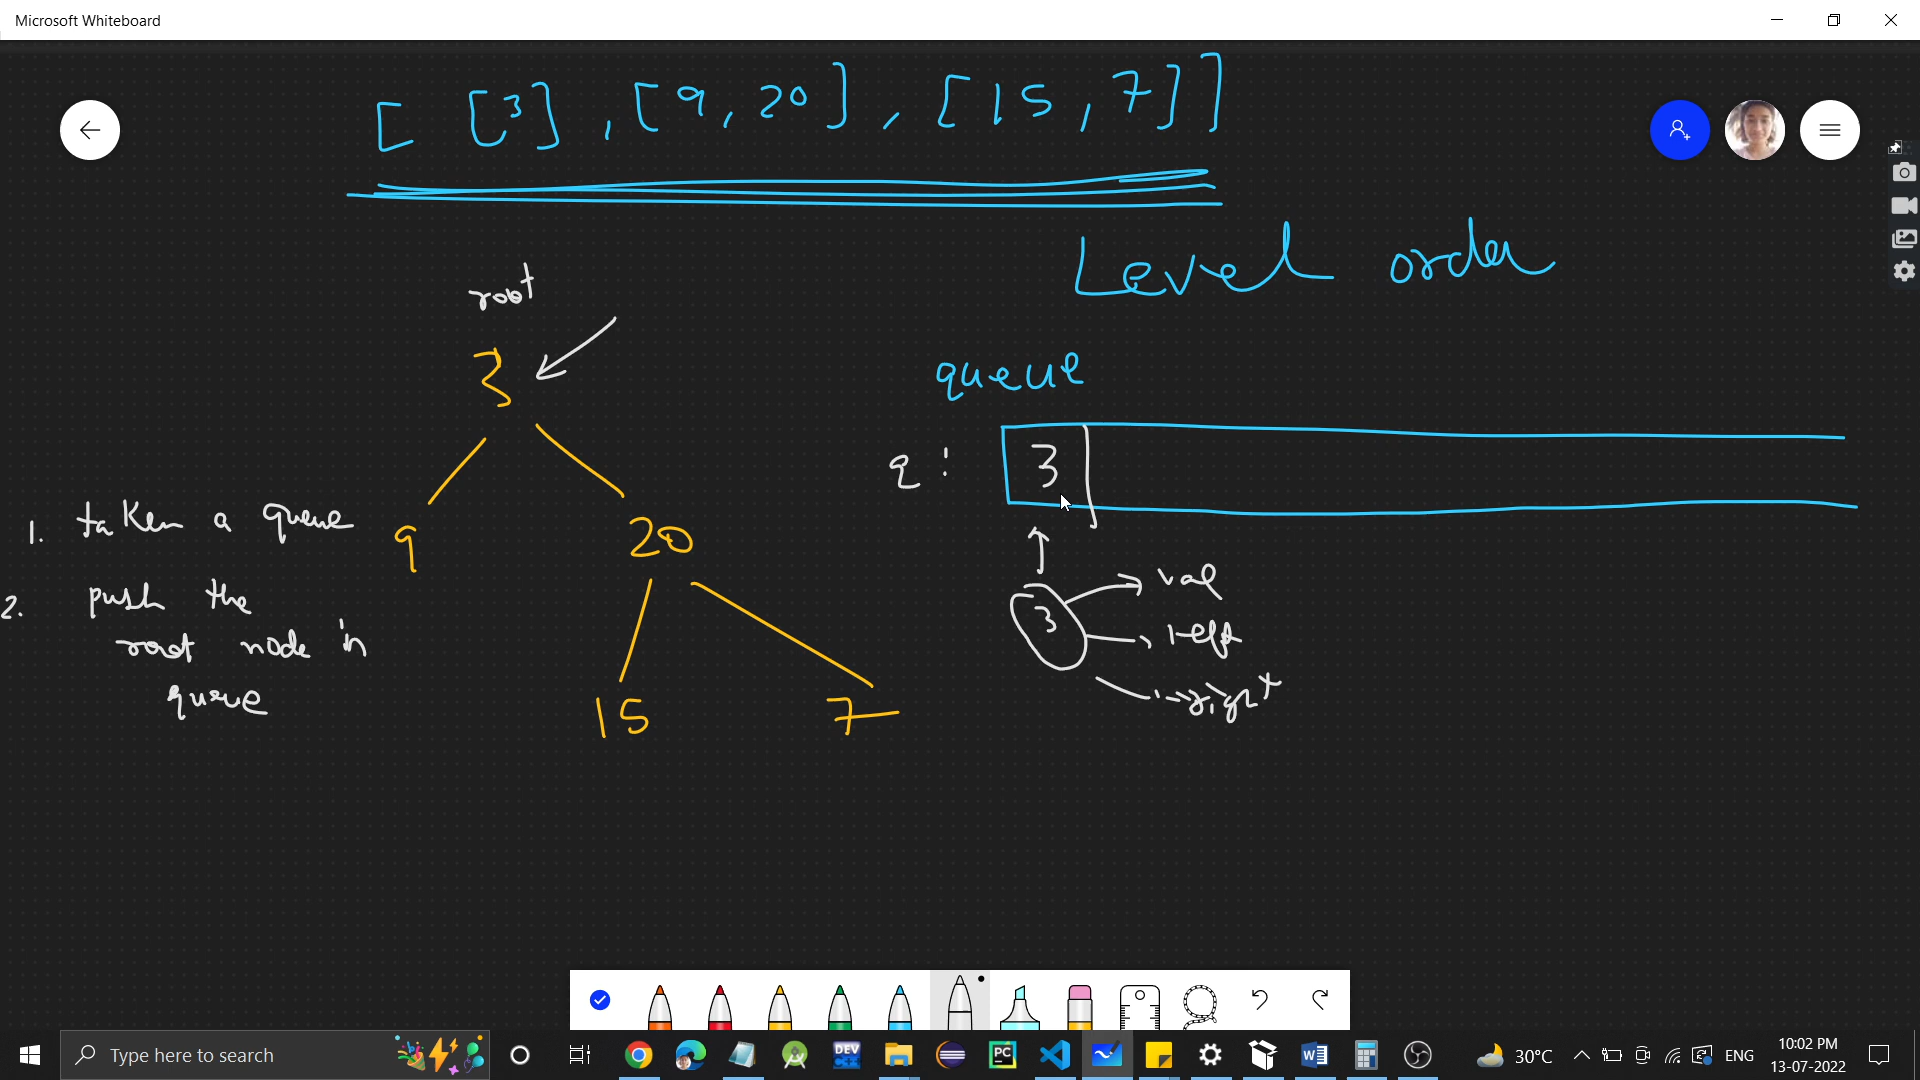 Microsoft Whiteboard
[ [3] , [9, 20] , [15, 7]]
Level order
root
3
9
20
15
7
1. taken a queue
2. push the
root node in
queue
queue
q :
3
3
val
left
right
Type here to search
DEV
PC
W
30°C
ENG
10:02 PM
13-07-2022